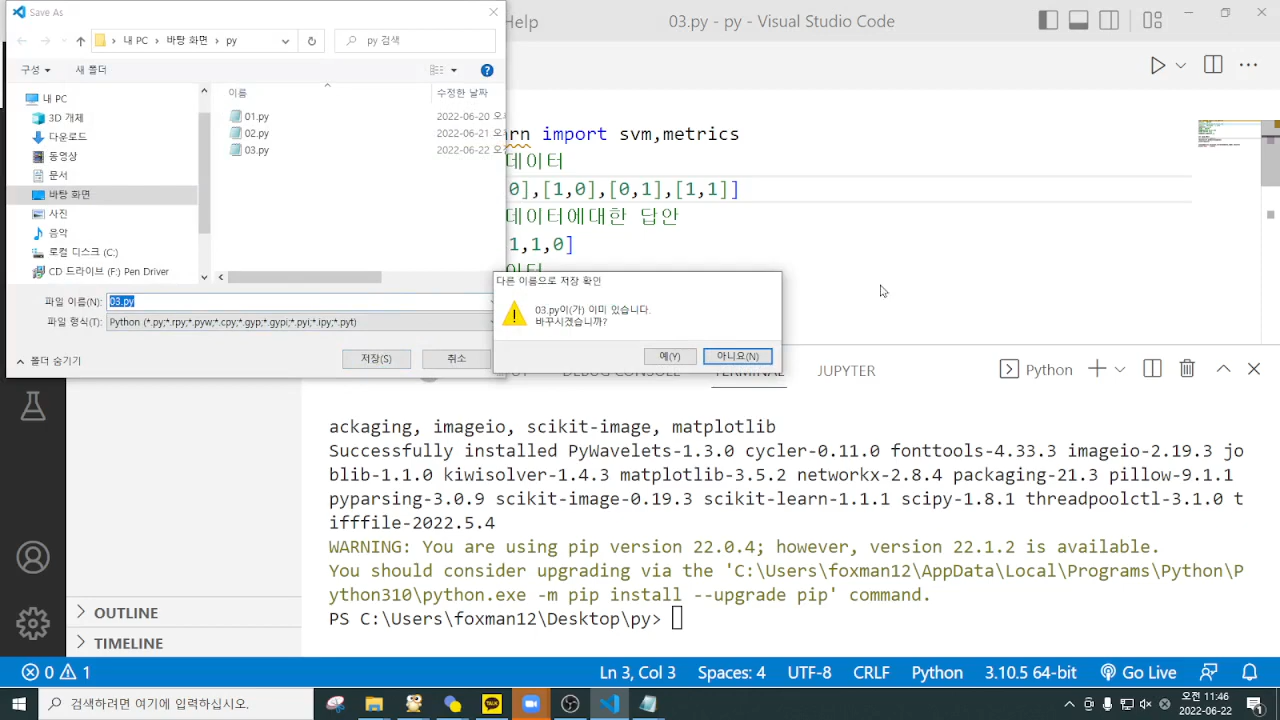 Save As
Help
03.py - py - Visual Studio Code
내 PC
바탕 화면
py
py 검색
구성
새 폴더
이름
수정한 날짜
내 PC
3D 개체
다운로드
동영상
문서
바탕 화면
사진
음악
로컬 디스크 (C:)
CD 드라이브 (F:) Pen Driver
01.py
2022-06-20 오
02.py
2022-06-21 오
03.py
2022-06-22 오
파일 이름(N):
03.py
파일 형식(T):
Python (*.py;*.rpy;*.pyw;*.cpy;*.gyp;*.gypi;*.pyi;*.ipy;*.pyt)
폴더 숨기기
저장(S)
취소
import svm,metrics
데이터
0],[1,0],[0,1],[1,1]]
데이터에대한 답안
1,1,0]
다른 이름으로 저장 확인
03.py이(가) 이미 있습니다.
바꾸시겠습니까?
예(Y)
아니요(N)
DEBUG CONSOLE
TERMINAL
JUPYTER
Python
ackaging, imageio, scikit-image, matplotlib
Successfully installed PyWavelets-1.3.0 cycler-0.11.0 fonttools-4.33.3 imageio-2.19.3 jo
blib-1.1.0 kiwisolver-1.4.3 matplotlib-3.5.2 networkx-2.8.4 packaging-21.3 pillow-9.1.1
pyparsing-3.0.9 scikit-image-0.19.3 scikit-learn-1.1.1 scipy-1.8.1 threadpoolctl-3.1.0 t
ifffile-2022.5.4
WARNING: You are using pip version 22.0.4; however, version 22.1.2 is available.
You should consider upgrading via the 'C:\Users\foxman12\AppData\Local\Programs\Python\P
ython310\python.exe -m pip install --upgrade pip' command.
PS C:\Users\foxman12\Desktop\py>
OUTLINE
TIMELINE
0
1
Ln 3, Col 3
Spaces: 4
UTF-8
CRLF
Python
3.10.5 64-bit
Go Live
검색하려면 여기에 입력하십시오.
TALK
오전 11:46
2022-06-22
1